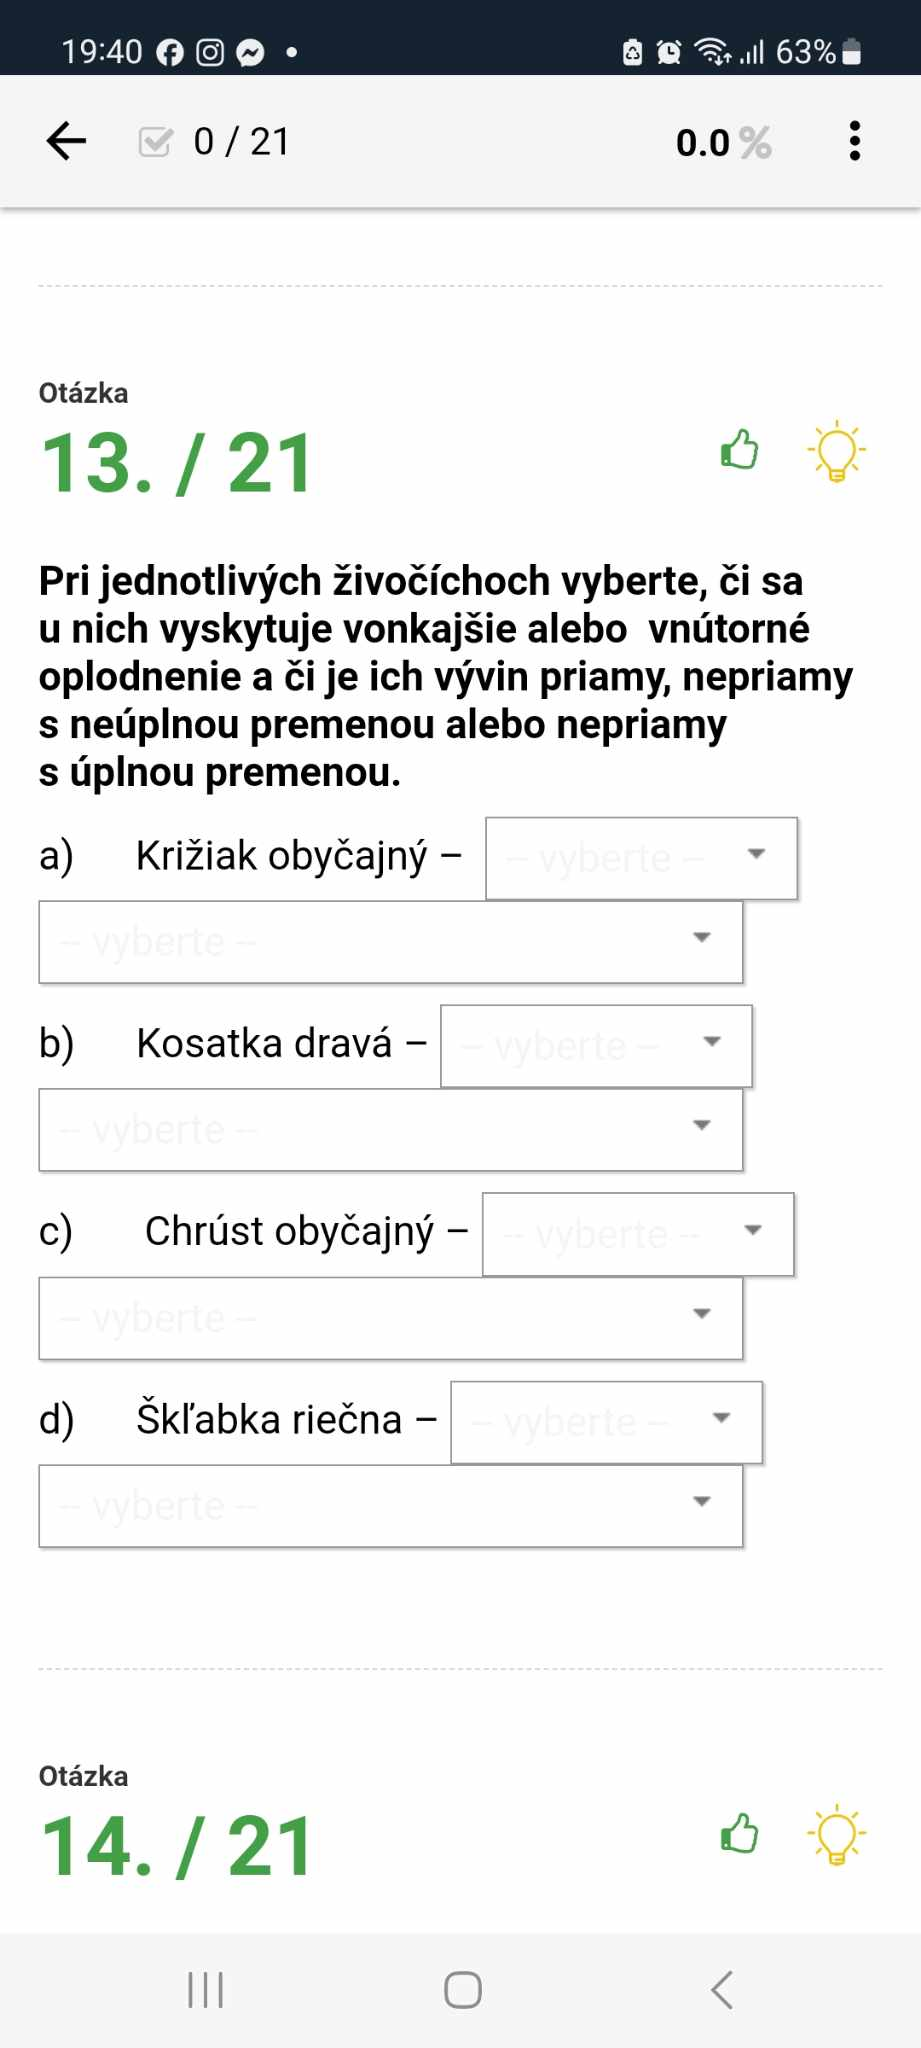 19:40
63%
0 / 21
0.0 %
Otázka
13. / 21
Pri jednotlivých živočíchoch vyberte, či sa
u nich vyskytuje vonkajšie alebo vnútorné
oplodnenie a či je ich vývin priamy, nepriamy
s neúplnou premenou alebo nepriamy
s úplnou premenou.
a) Križiak obyčajný – -- vyberte --
-- vyberte --
b) Kosatka dravá – -- vyberte --
-- vyberte --
c) Chrúst obyčajný – -- vyberte --
-- vyberte --
d) Škľabka riečna – -- vyberte --
-- vyberte --
Otázka
14. / 21